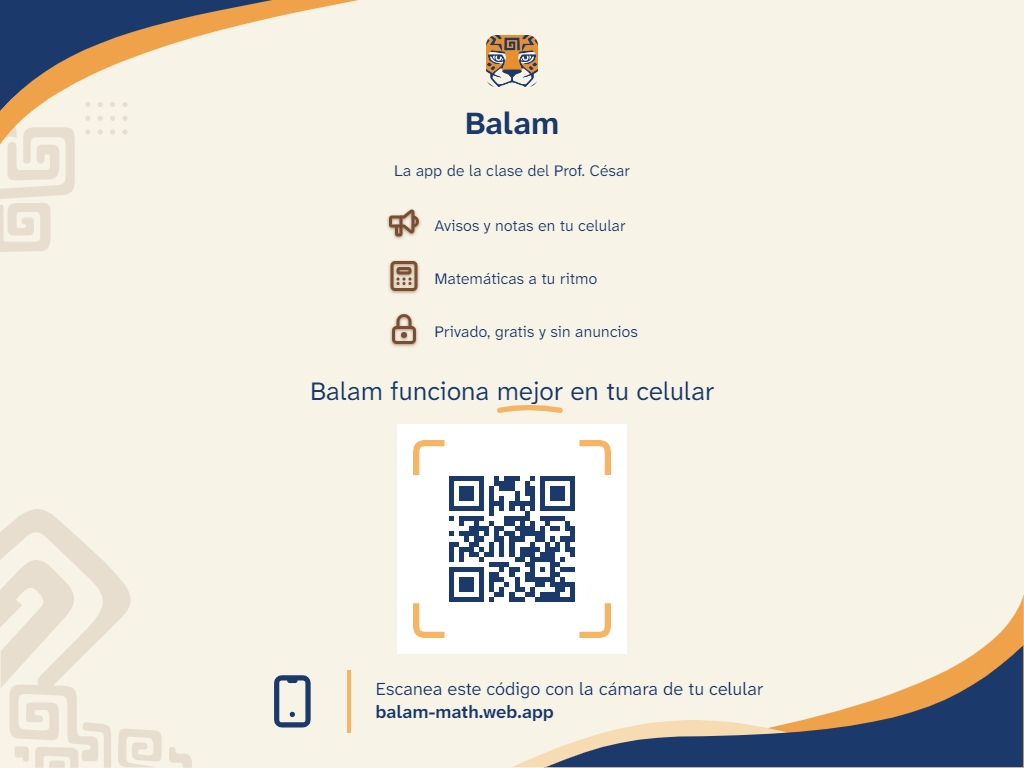 Balam
La app de la clase del Prof. César
Avisos y notas en tu celular
Matemáticas a tu ritmo
Privado, gratis y sin anuncios
Balam funciona mejor en tu celular
Escanea este código con la cámara de tu celular
balam-math.web.app